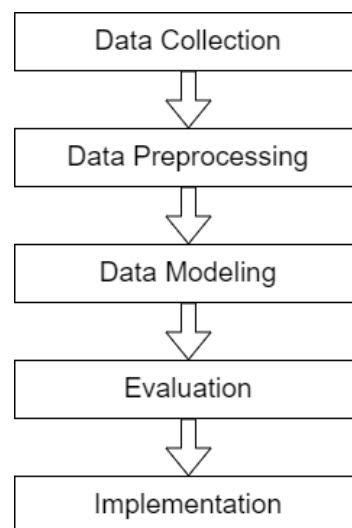 Data Collection
Data Preprocessing
Data Modeling
Evaluation
Implementation